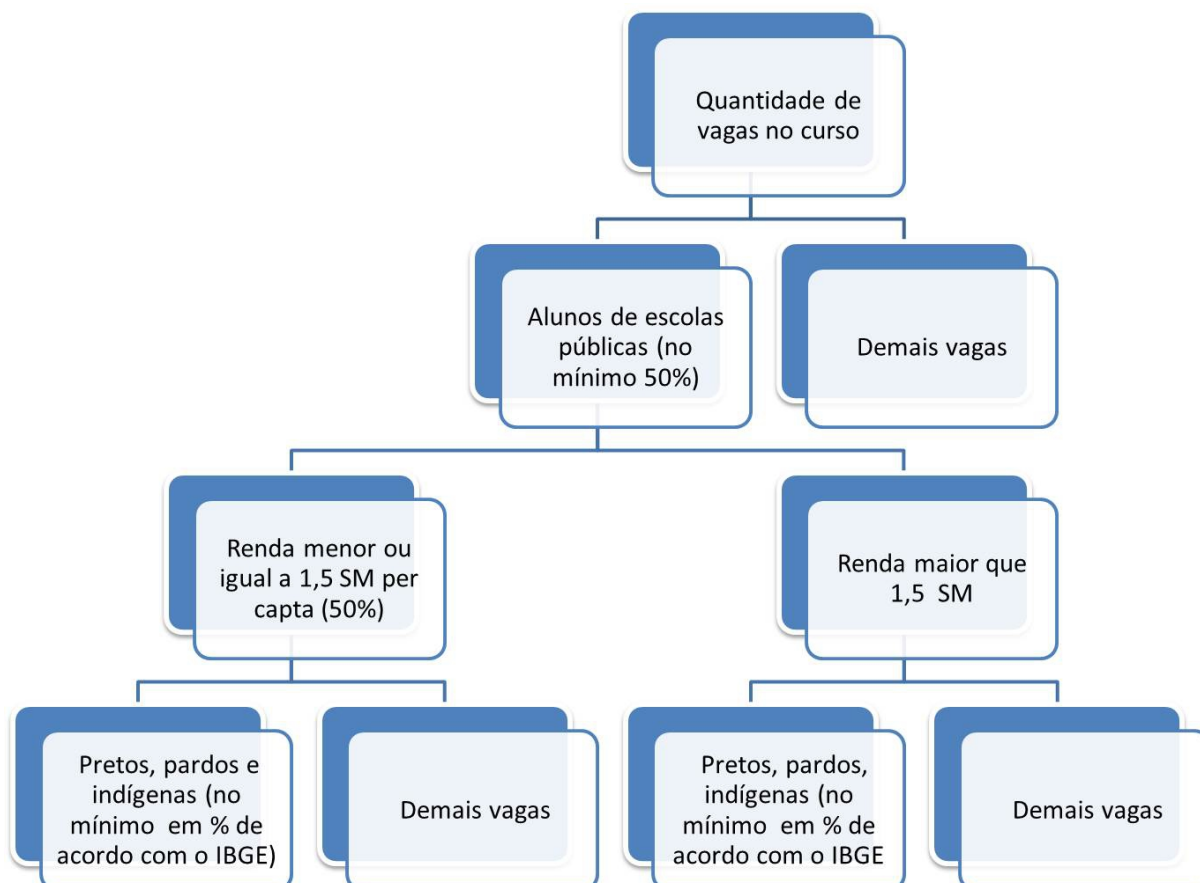 Quantidade de
vagas no curso
Alunos de escolas
públicas (no
mínimo 50%)
Demais vagas
Renda menor ou
igual a 1,5 SM per
capta (50%)
Renda maior que
1,5 SM
Pretos, pardos e
indígenas (no
mínimo em % de
acordo com o IBGE)
Demais vagas
Pretos, pardos,
indígenas (no
mínimo em % de
acordo com o IBGE
Demais vagas